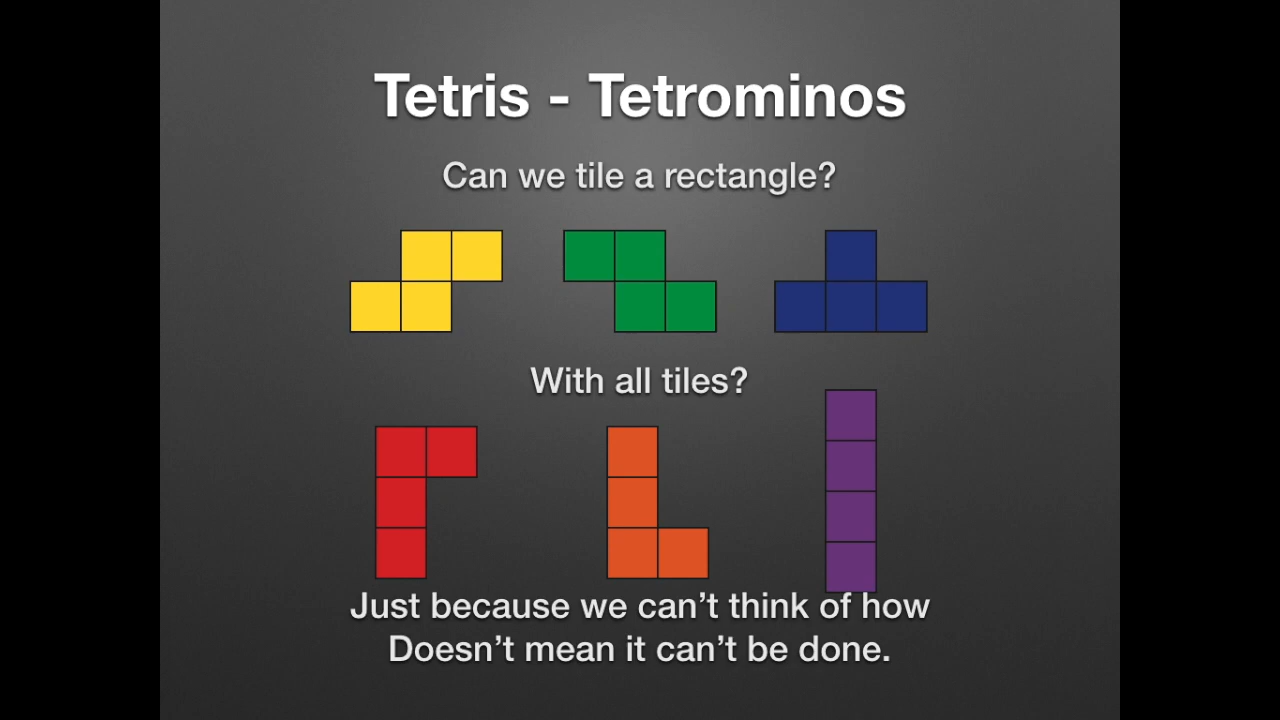 Tetris - Tetrominos
Can we tile a rectangle?
With all tiles?
Just because we can’t think of how
Doesn’t mean it can’t be done.